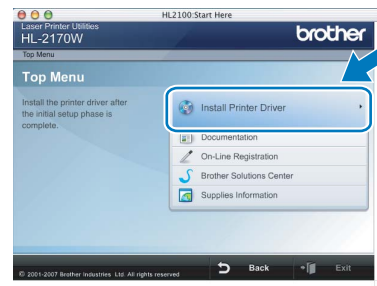 HL2100:Start Here
Laser Printer Utilities
HL-2170W
brother
Top Menu
Top Menu
Install the printer driver after
the initial setup phase is
complete.
Install Printer Driver
Documentation
On-Line Registration
Brother Solutions Center
Supplies Information
© 2001-2007 Brother Industries Ltd. All rights reserved
Back
Exit